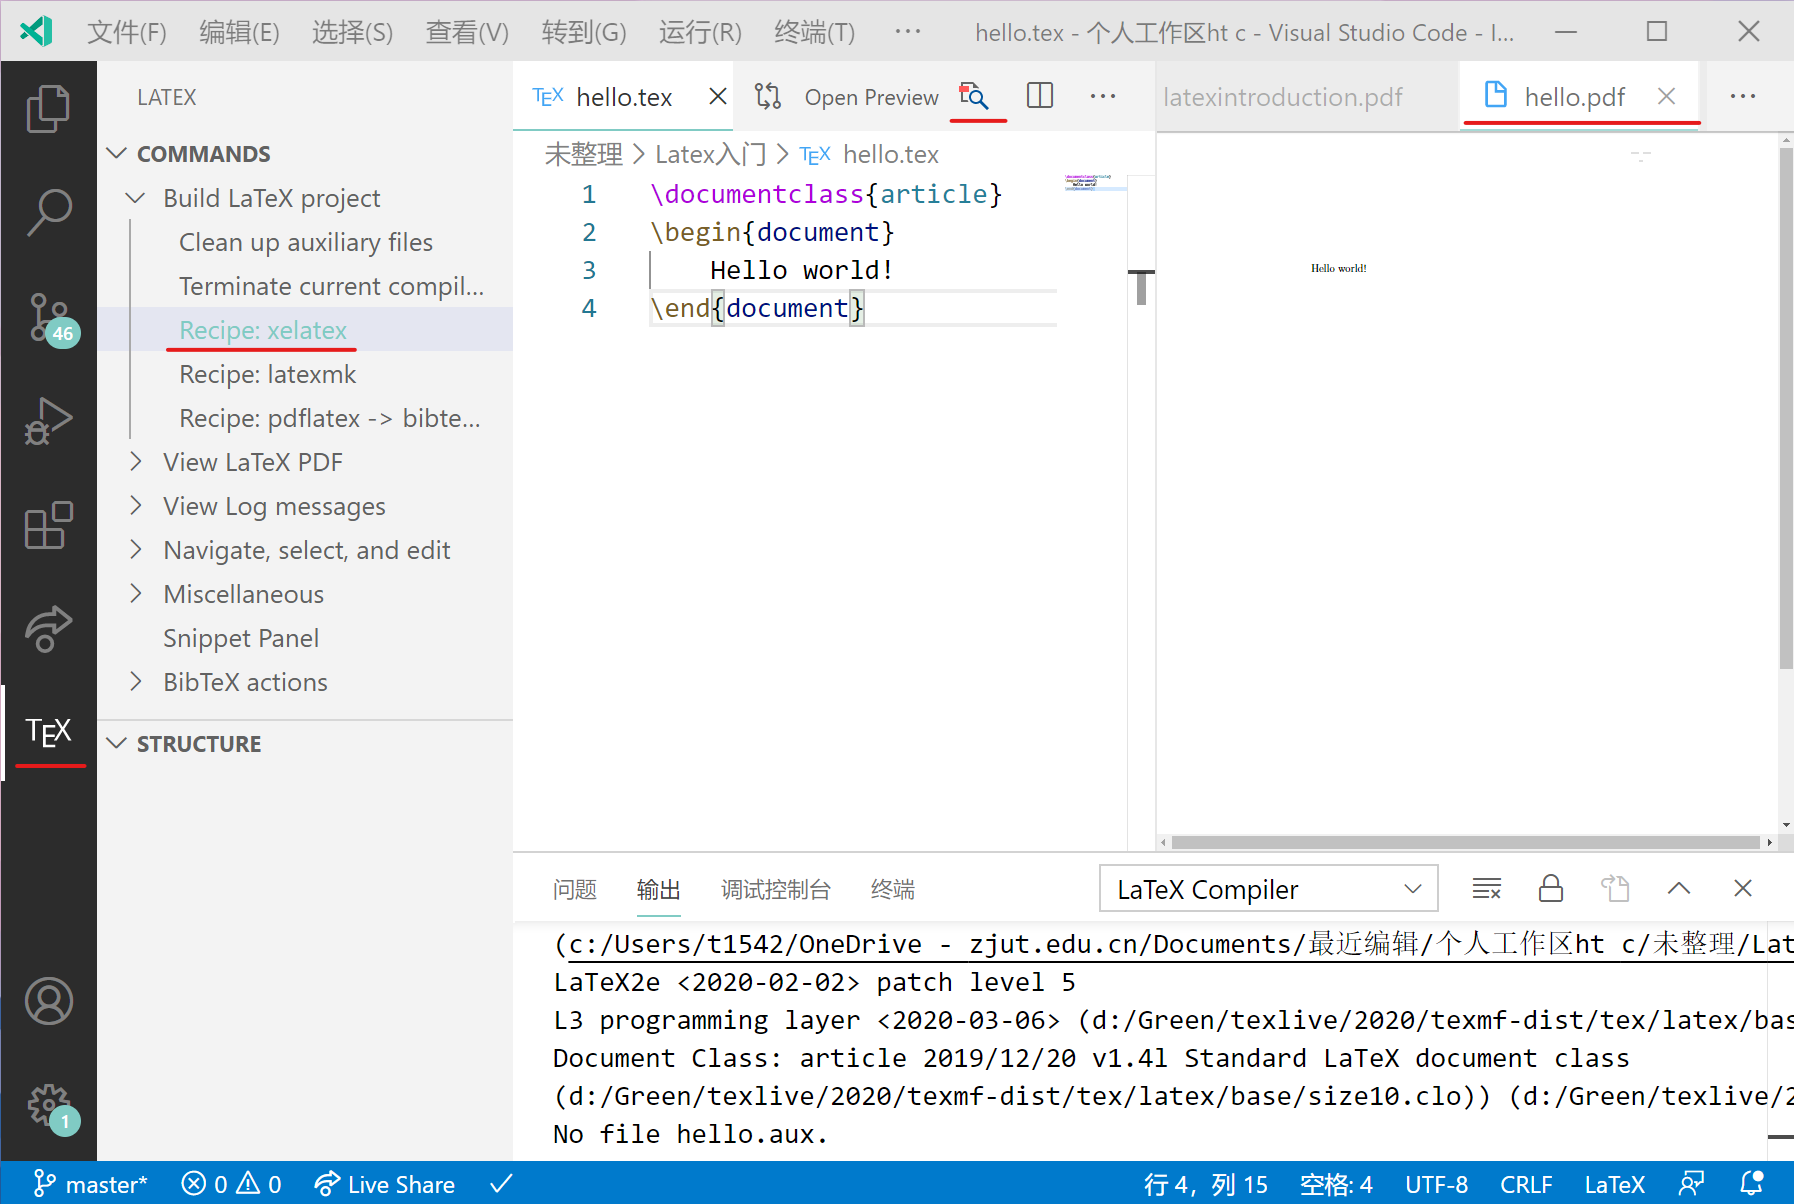 文件(F) 编辑(E) 选择(S) 查看(V) 转到(G) 运行(R) 终端(T) ··· hello.tex - 个人工作区ht c - Visual Studio Code - I...
LATEX
COMMANDS
Build LaTeX project
Clean up auxiliary files
Terminate current compil...
Recipe: xelatex
Recipe: latexmk
Recipe: pdflatex -> bibte...
View LaTeX PDF
View Log messages
Navigate, select, and edit
Miscellaneous
Snippet Panel
BibTeX actions
STRUCTURE
46
TEX
1
TEX hello.tex Open Preview ···
latexintroduction.pdf hello.pdf ···
未整理 > Latex入门 > TEX hello.tex
1 \documentclass{article}
2 \begin{document}
3 Hello world!
4 \end{document}
Hello world!
问题 输出 调试控制台 终端 LaTeX Compiler
(c:/Users/t1542/OneDrive - zjut.edu.cn/Documents/最近编辑/个人工作区ht c/未整理/Lat
LaTeX2e <2020-02-02> patch level 5
L3 programming layer <2020-03-06> (d:/Green/texlive/2020/texmf-dist/tex/latex/bas
Document Class: article 2019/12/20 v1.4l Standard LaTeX document class
(d:/Green/texlive/2020/texmf-dist/tex/latex/base/size10.clo)) (d:/Green/texlive/2
No file hello.aux.
master* 0 0 Live Share 行 4，列 15 空格: 4 UTF-8 CRLF LaTeX